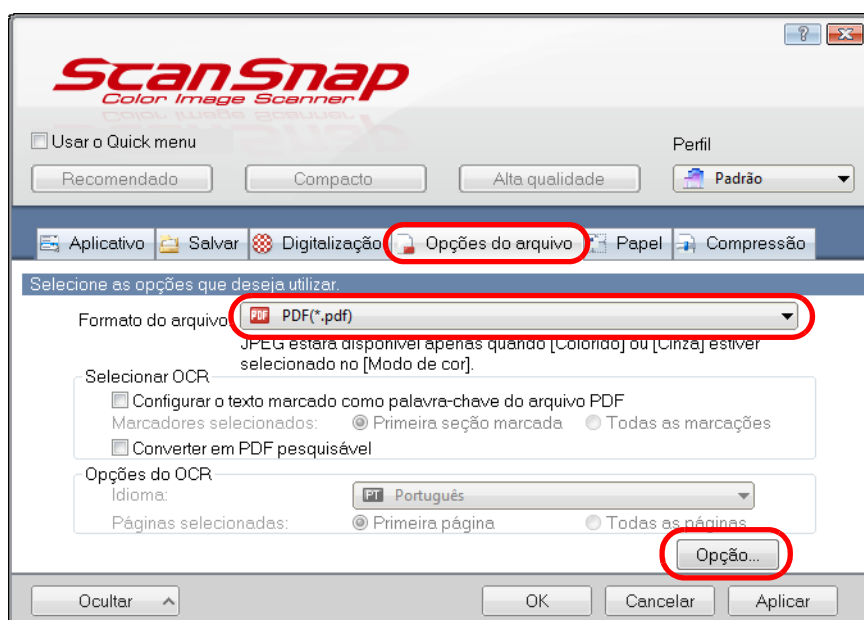 ScanSnap
Color Image Scanner
Usar o Quick menu
Perfil
Recomendado Compacto Alta qualidade Padrão
Aplicativo Salvar Digitalização Opções do arquivo Papel Compressão
Selecione as opções que deseja utilizar.
Formato do arquivo PDF(*.pdf)
JPEG estará disponível apenas quando [Colorido] ou [Cinza] estiver
selecionado no [Modo de cor].
Selecionar OCR
Configurar o texto marcado como palavra-chave do arquivo PDF
Marcadores selecionados: Primeira seção marcada Todas as marcações
Converter em PDF pesquisável
Opções do OCR
Idioma: PT Português
Páginas selecionadas: Primeira página Todas as páginas
Opção...
Ocultar OK Cancelar Aplicar